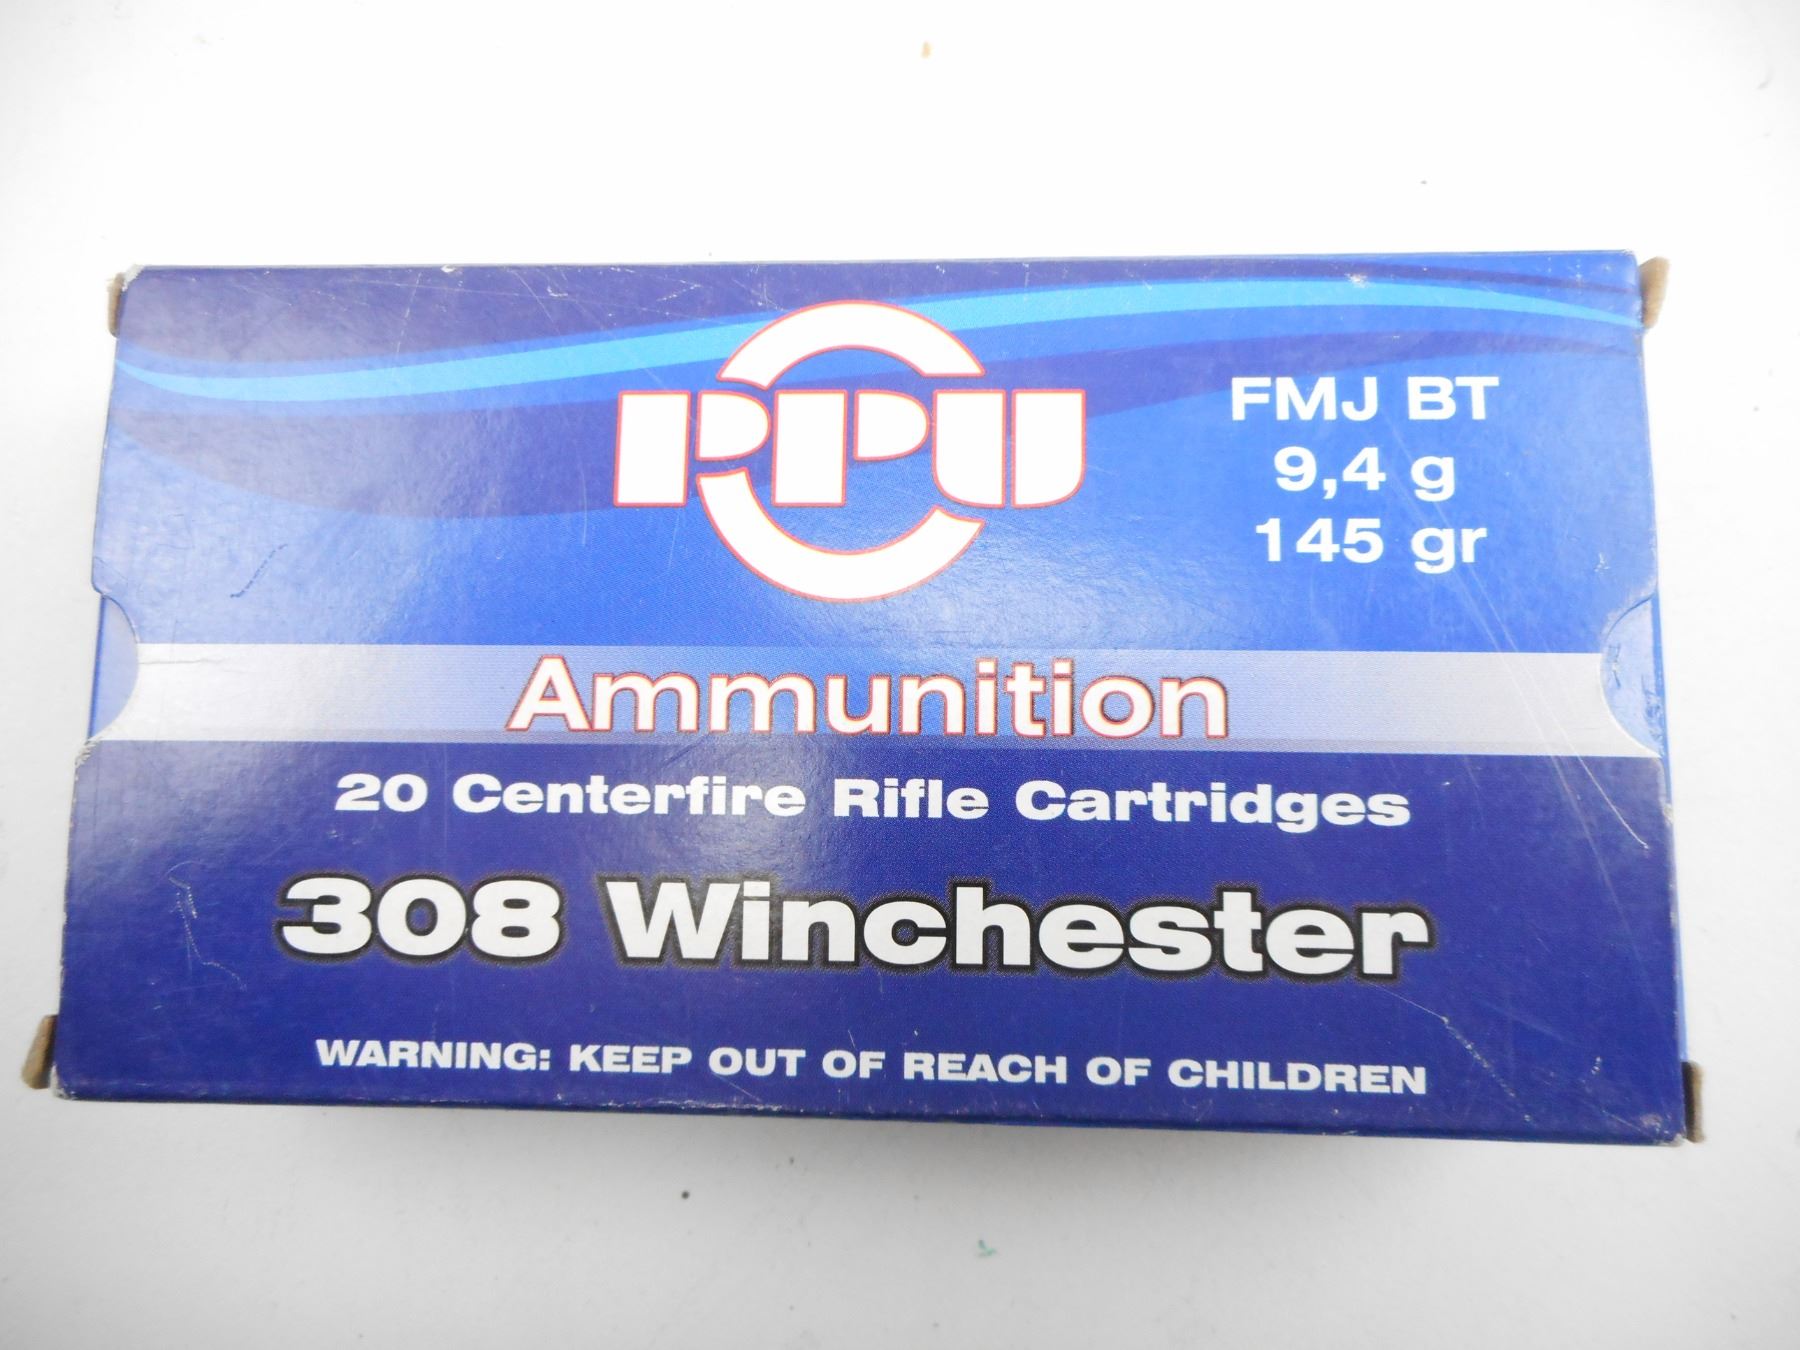 PPU
FMJ BT
9,4 g
145 gr
Ammunition
20 Centerfire Rifle Cartridges
308 Winchester
WARNING: KEEP OUT OF REACH OF CHILDREN